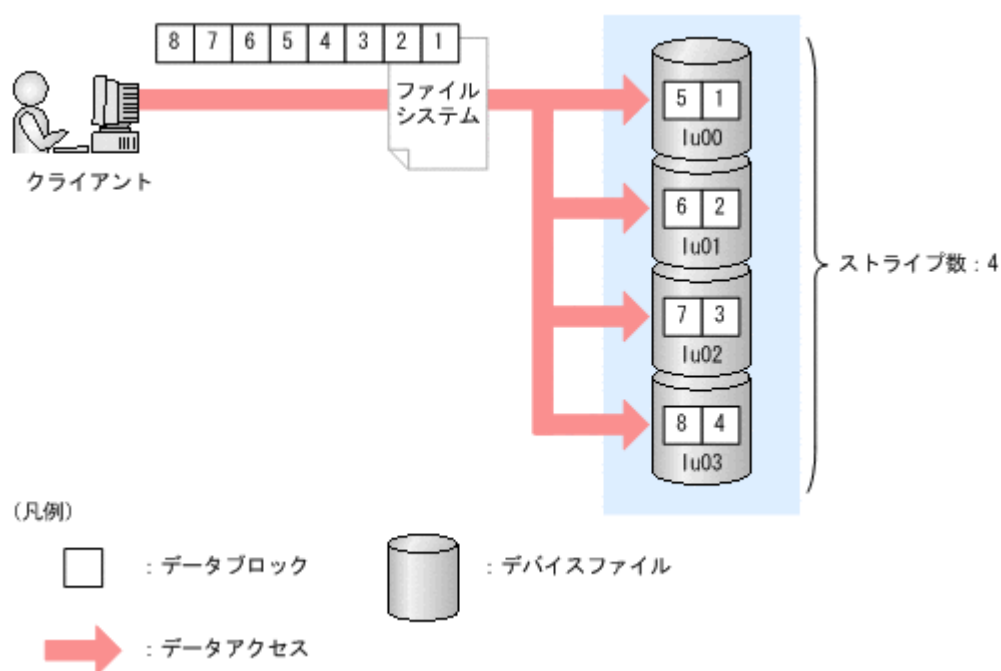 8 7 6 5 4 3 2 1
ファイル
システム
クライアント
5 1
lu00
6 2
lu01
7 3
lu02
8 4
lu03
ストライプ数：4
(凡例)
：データブロック
：デバイスファイル
：データアクセス